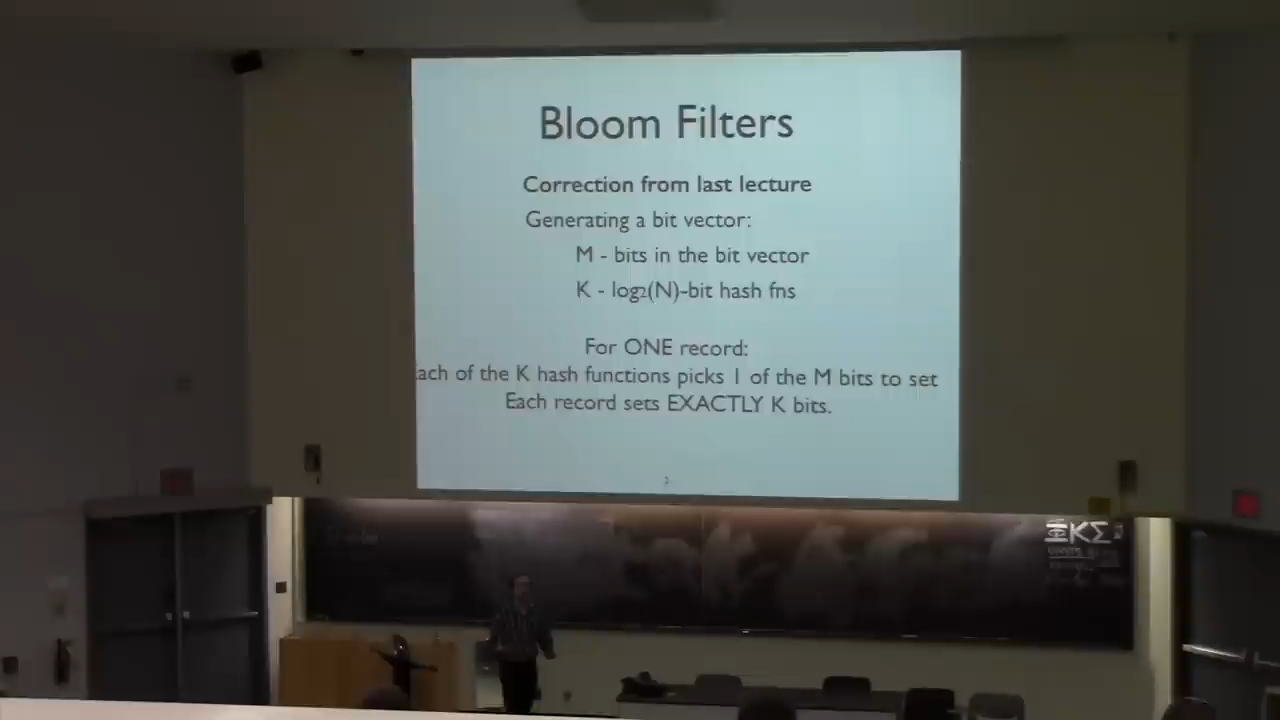 Bloom Filters
Correction from last lecture
Generating a bit vector:
M - bits in the bit vector
K - log2(N)-bit hash fns
For ONE record:
ach of the K hash functions picks 1 of the M bits to set
Each record sets EXACTLY K bits.
ΦΚΣ